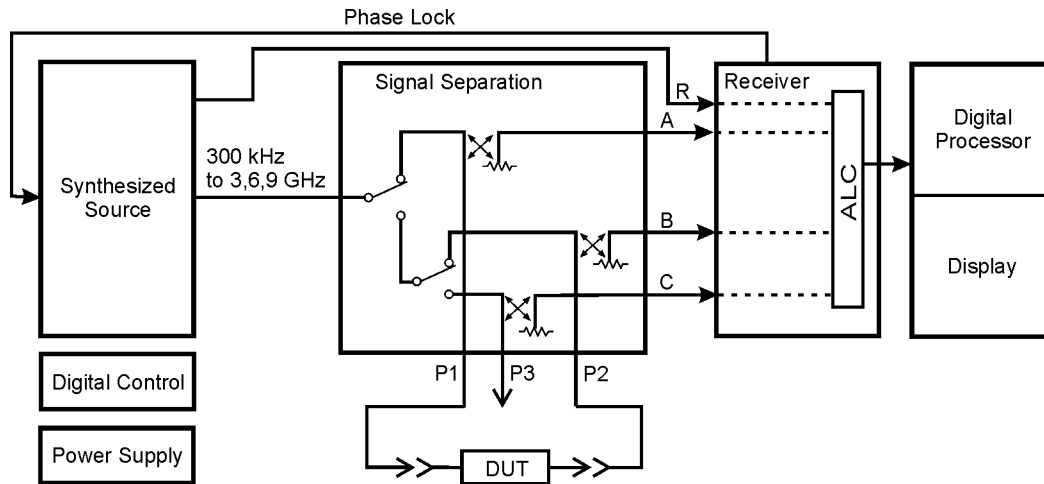 Phase Lock
Synthesized
Source
300 kHz
to 3,6,9 GHz
Signal Separation
R
A
B
C
Receiver
ALC
Digital
Processor
Display
Digital Control
Power Supply
P1
P3
P2
DUT